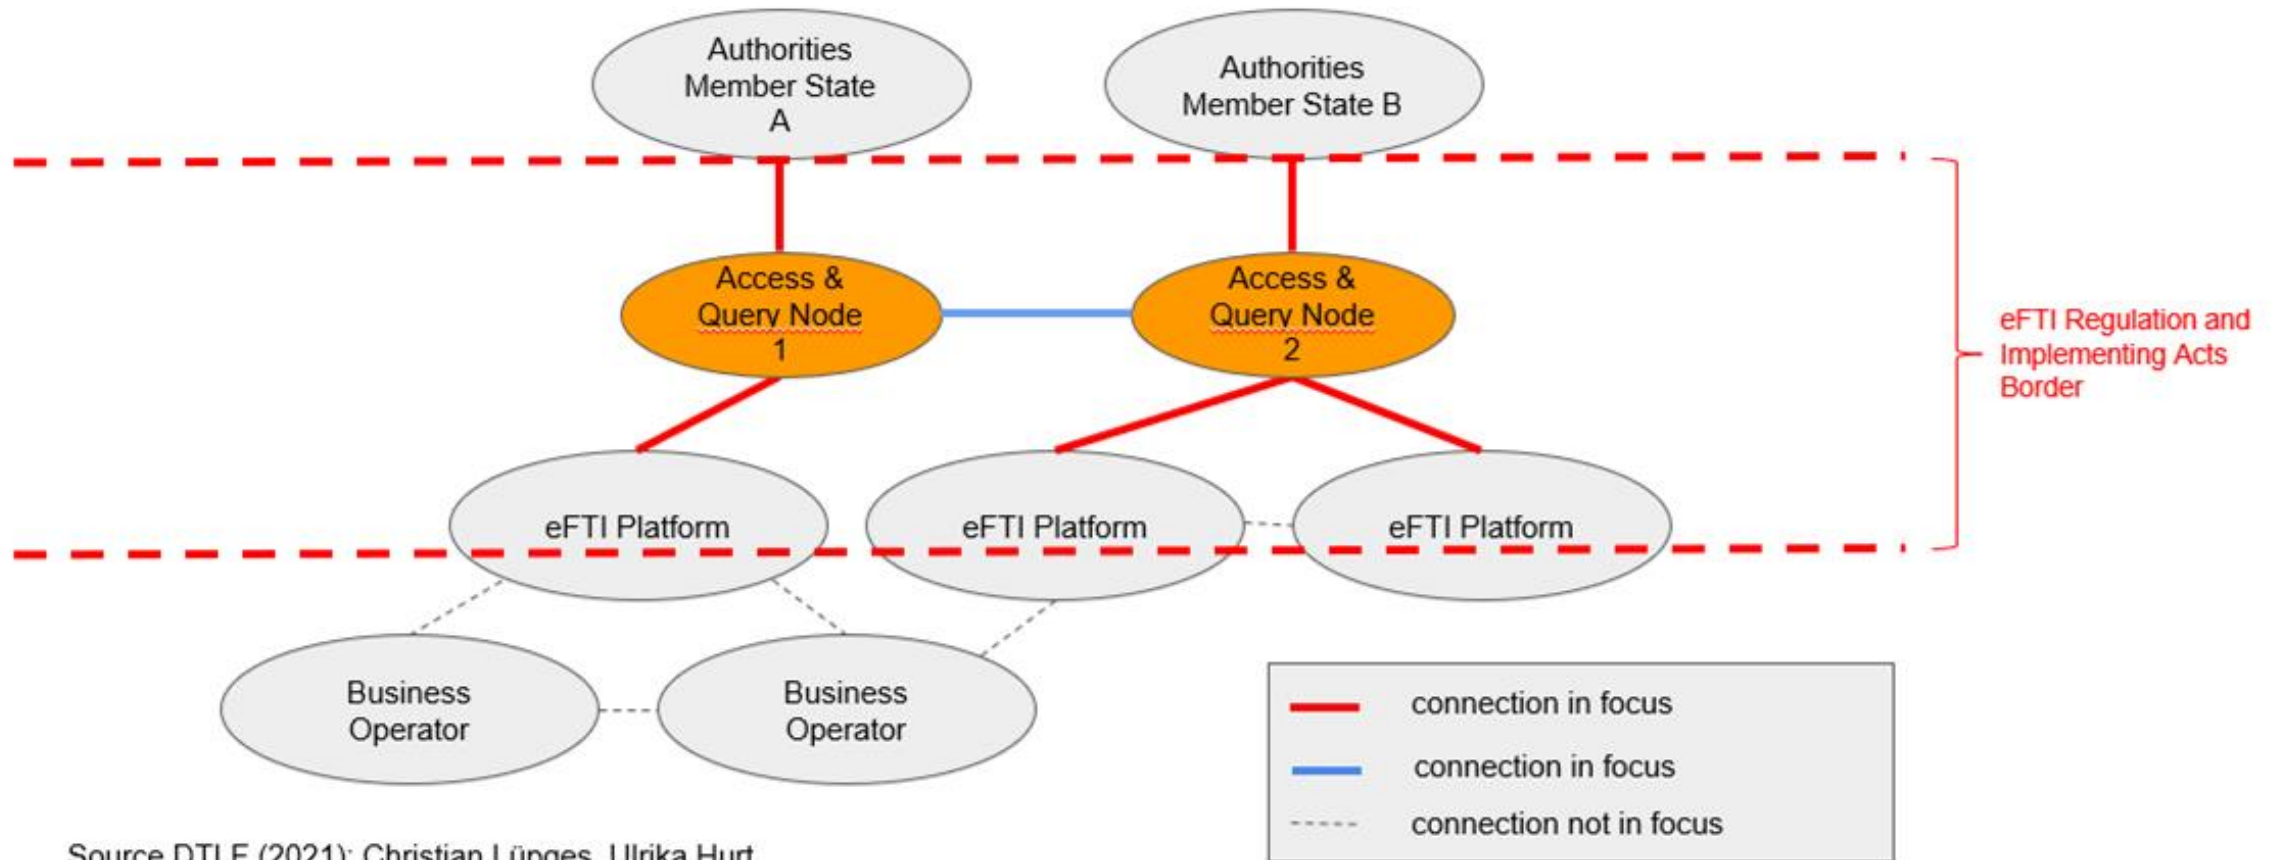 Authorities
Member State
A
Authorities
Member State B
Access &
Query Node
1
Access &
Query Node
2
eFTI Regulation and
Implementing Acts
Border
eFTI Platform
eFTI Platform
eFTI Platform
Business
Operator
Business
Operator
connection in focus
connection in focus
connection not in focus
Source DTLF (2021): Christian Lüpges, Ulrika Hurt